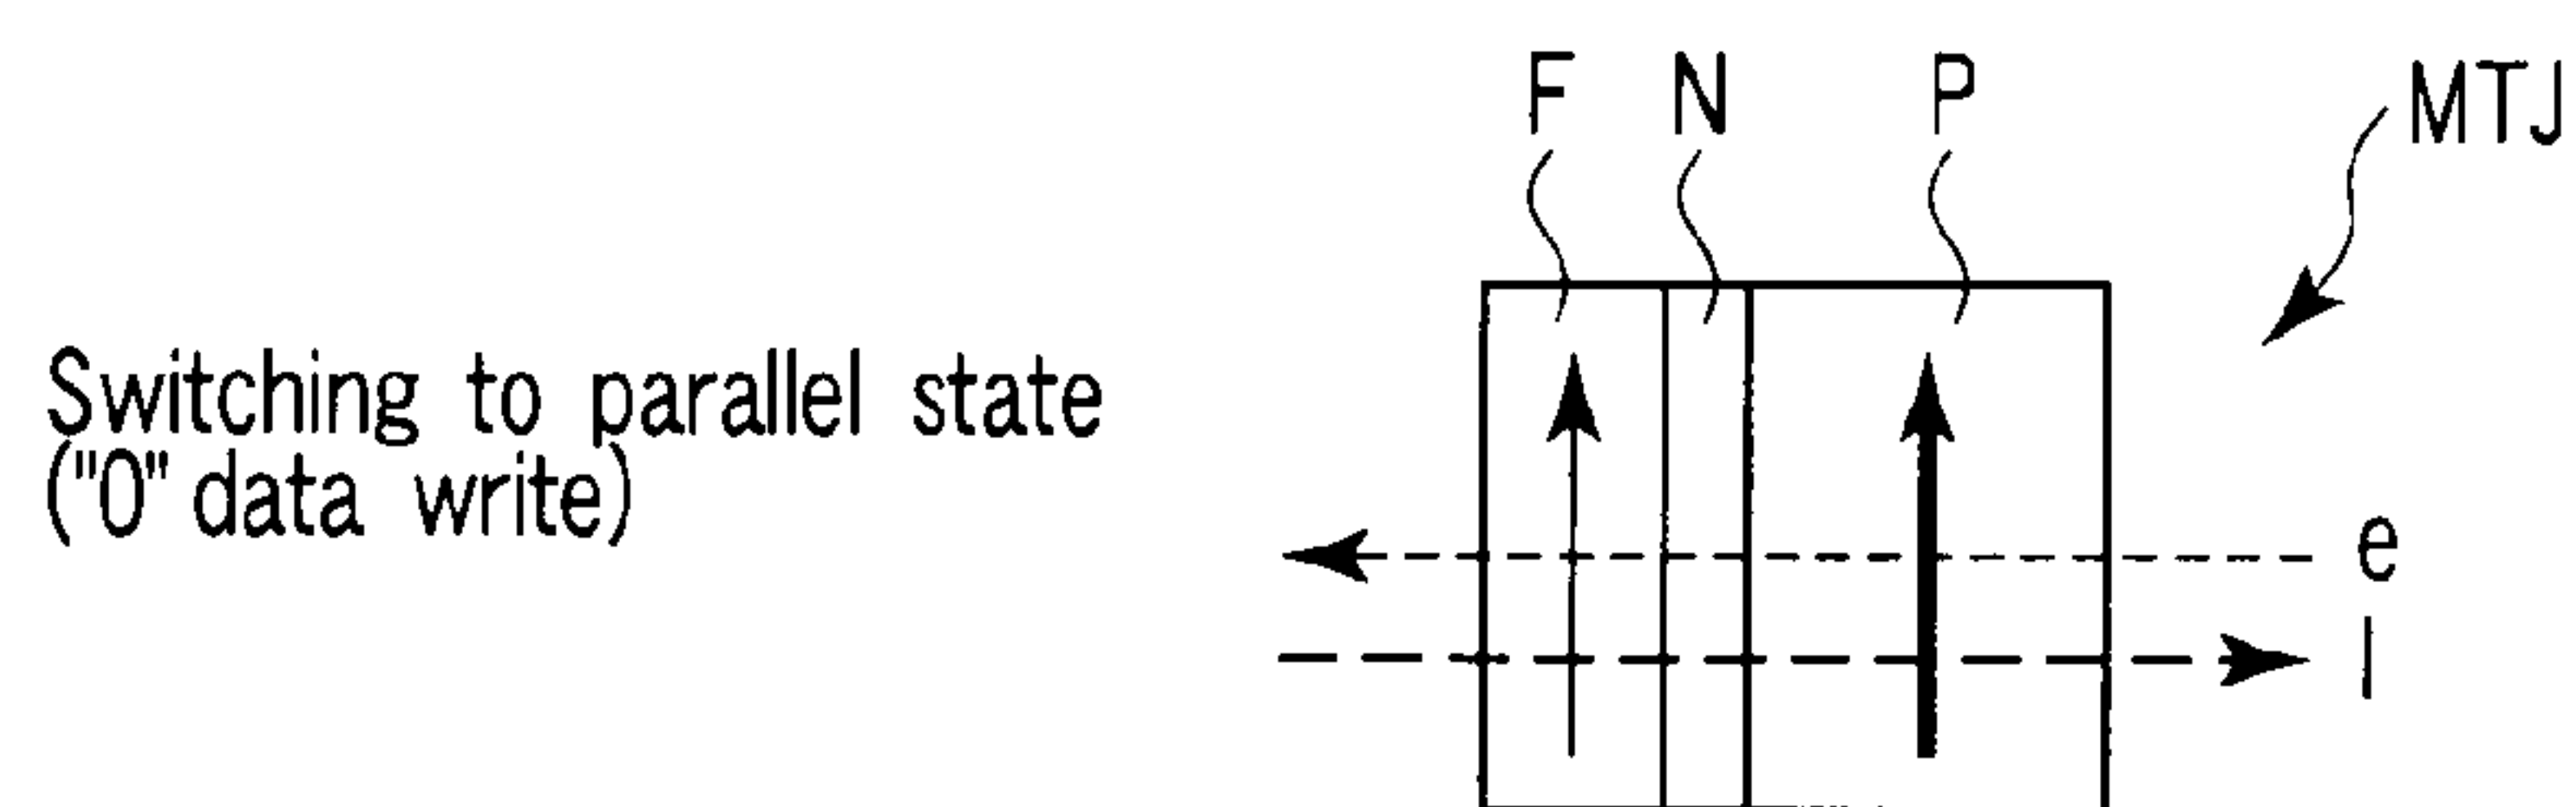 F N P MTJ
Switching to parallel state
("0" data write)
e
I